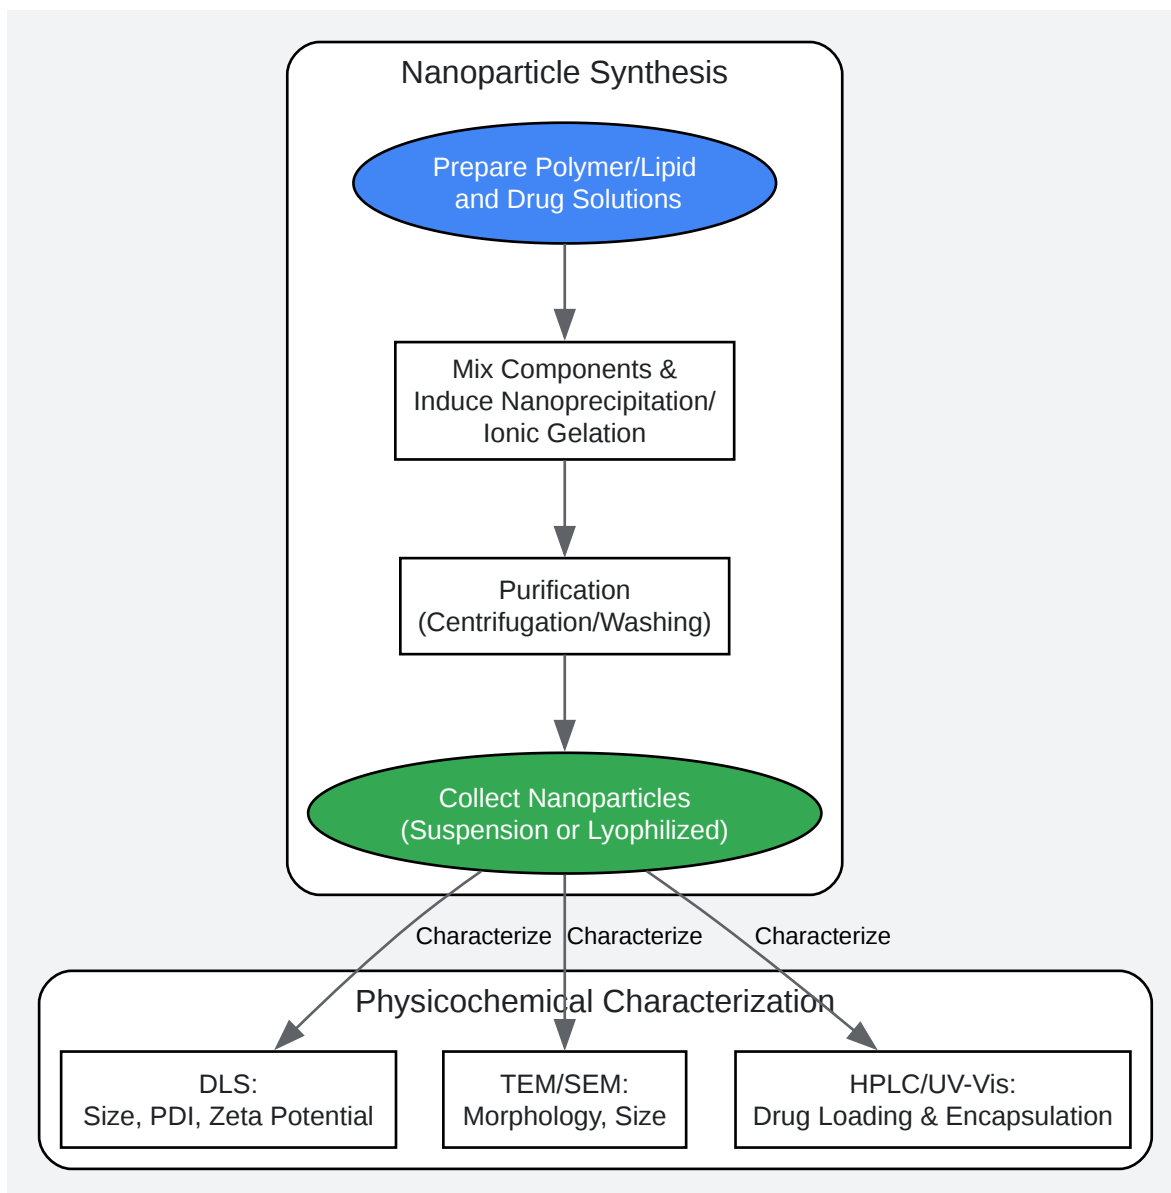 Nanoparticle Synthesis
Prepare Polymer/Lipid
and Drug Solutions
Mix Components &
Induce Nanoprecipitation/
Ionic Gelation
Purification
(Centrifugation/Washing)
Collect Nanoparticles
(Suspension or Lyophilized)
Characterize
Characterize
Characterize
Physicochemical Characterization
DLS:
Size, PDI, Zeta Potential
TEM/SEM:
Morphology, Size
HPLC/UV-Vis:
Drug Loading & Encapsulation